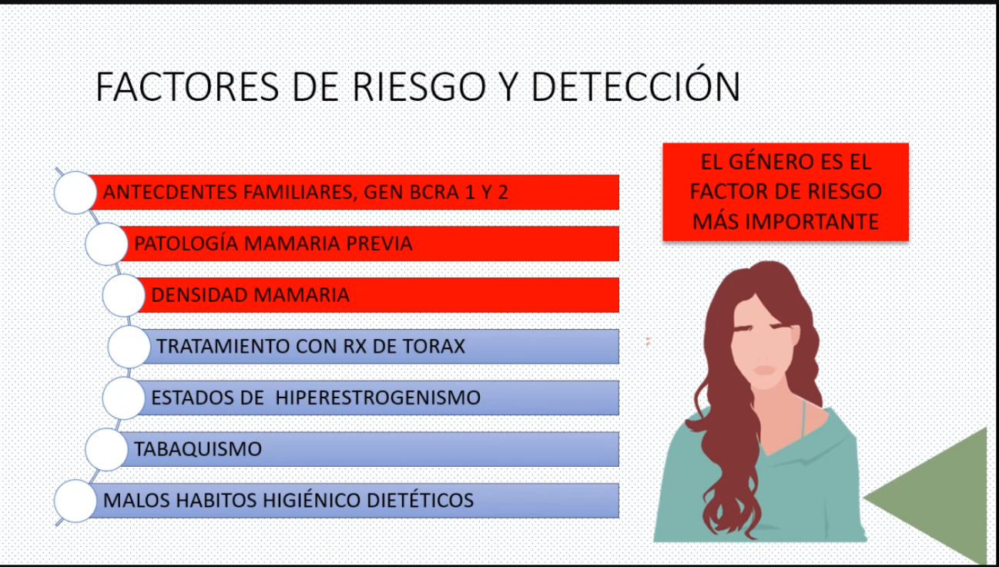 FACTORES DE RIESGO Y DETECCIÓN
ANTECDENTES FAMILIARES, GEN BCRA 1 Y 2
PATOLOGÍA MAMARIA PREVIA
DENSIDAD MAMARIA
TRATAMIENTO CON RX DE TORAX
ESTADOS DE HIPERESTROGENISMO
TABAQUISMO
MALOS HABITOS HIGIÉNICO DIETÉTICOS
EL GÉNERO ES EL
FACTOR DE RIESGO
MÁS IMPORTANTE